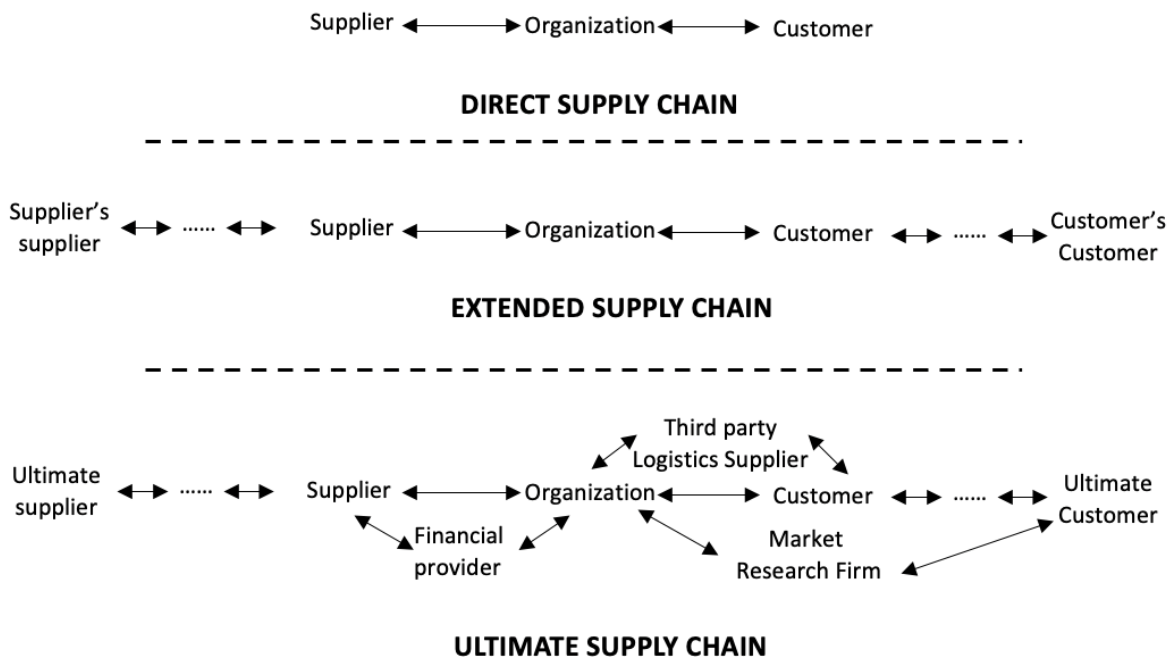 Supplier Organization Customer
DIRECT SUPPLY CHAIN
Supplier's
supplier
...... Supplier Organization Customer ......
Customer's
Customer
EXTENDED SUPPLY CHAIN
Third party
Logistics Supplier
Ultimate
supplier
...... Supplier Organization Customer ......
Ultimate
Customer
Financial
provider
Market
Research Firm
ULTIMATE SUPPLY CHAIN